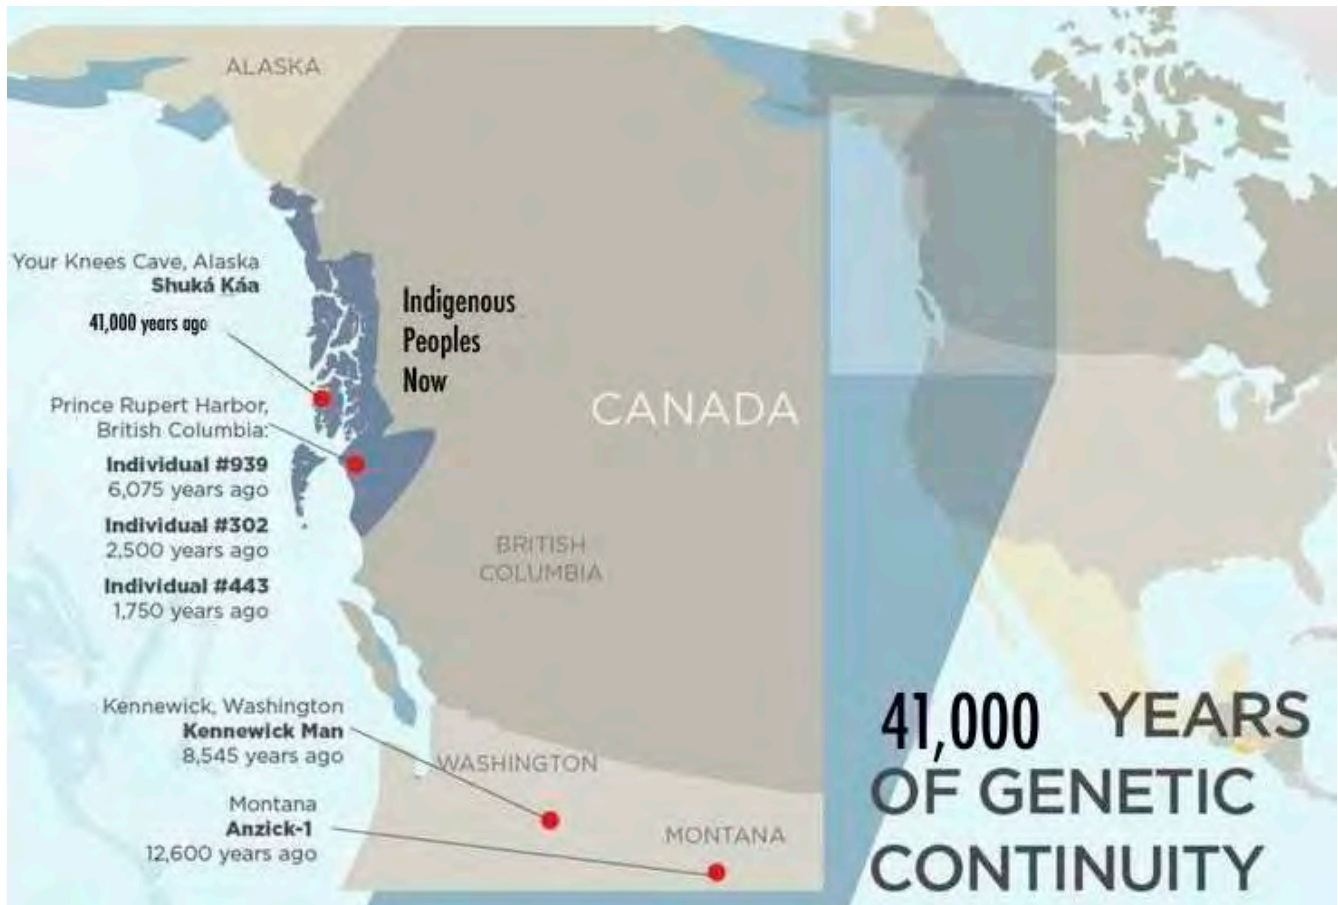 ALASKA
Your Knees Cave, Alaska
Shuká Káa
41,000 years ago
Indigenous
Peoples
Now
Prince Rupert Harbor,
British Columbia:
Individual #939
6,075 years ago
Individual #302
2,500 years ago
Individual #443
1,750 years ago
CANADA
BRITISH
COLUMBIA
Kennewick, Washington
Kennewick Man
8,545 years ago
WASHINGTON
Montana
Anzick-1
12,600 years ago
MONTANA
41,000 YEARS
OF GENETIC
CONTINUITY